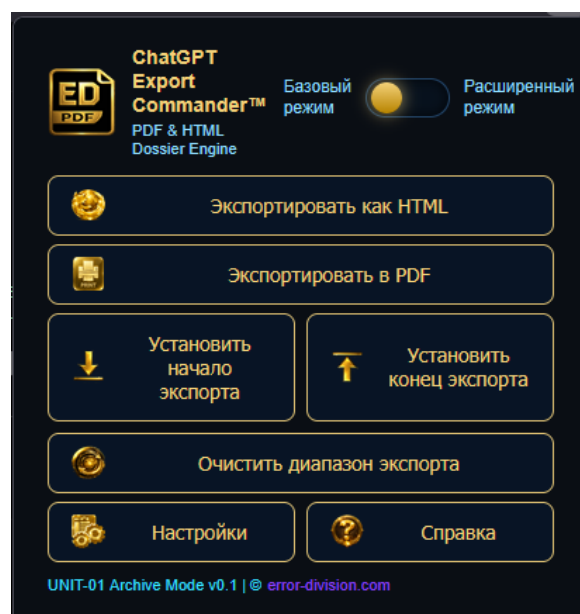 ED
PDF
ChatGPT
Export
Commander™
PDF & HTML
Dossier Engine
Базовый
режим
Расширенный
режим
Экспортировать как HTML
PRINT
Экспортировать в PDF
Установить
начало
экспорта
Установить
конец экспорта
Очистить диапазон экспорта
Настройки
?
Справка
UNIT-01 Archive Mode v0.1 | © error-division.com